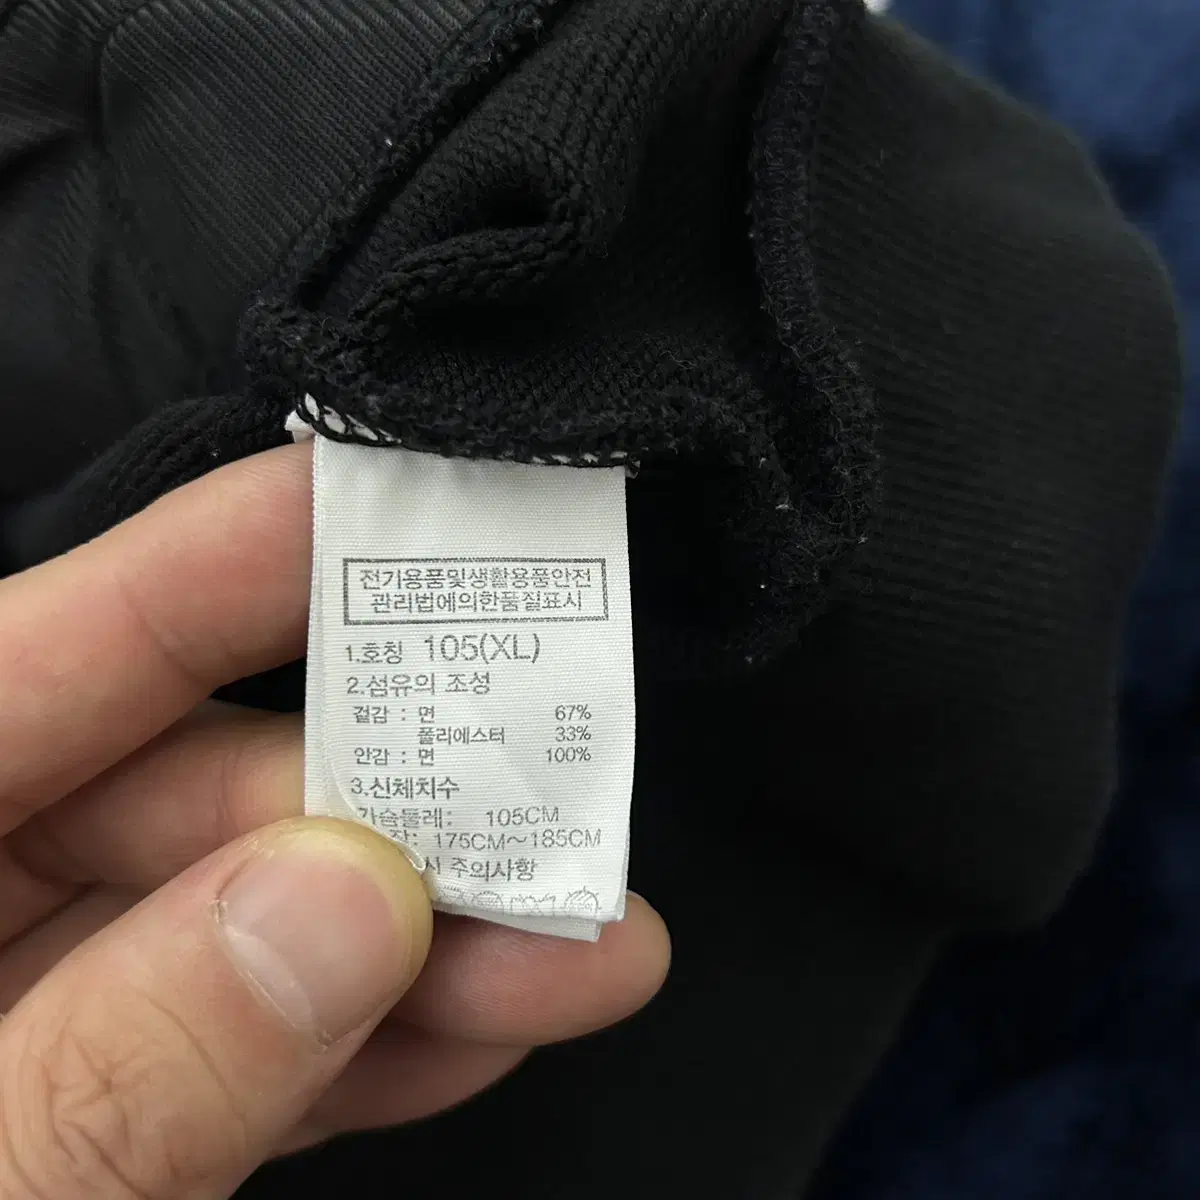 전기용품및생활용품안전
관리법에의한품질표시
1.호칭 105(XL)
2.섬유의 조성
겉감 : 면 67%
폴리에스터 33%
안감 : 면 100%
3.신체치수
가슴둘레: 105CM
175CM~185CM
주의사항